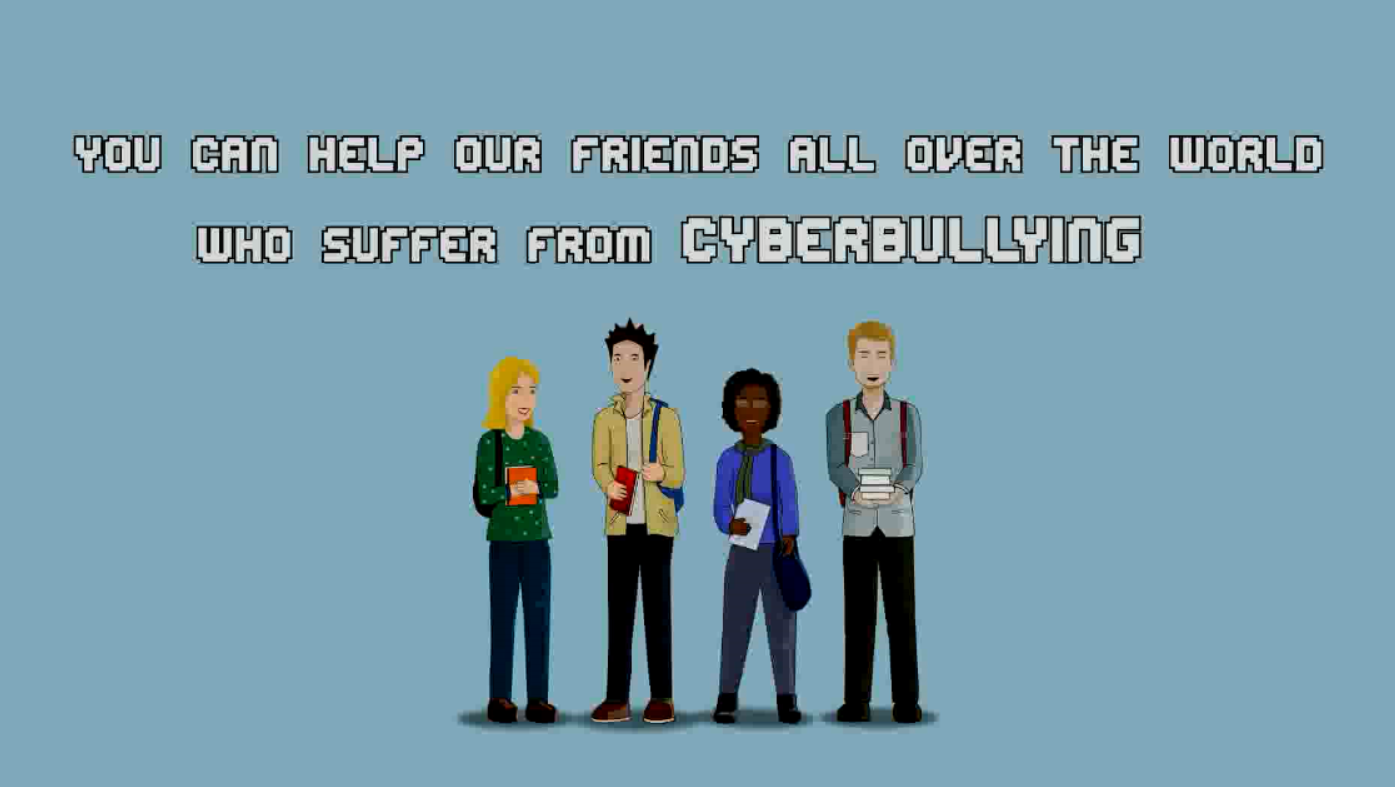 YOU CAN HELP OUR FRIENDS ALL OVER THE WORLD
WHO SUFFER FROM CYBERBULLYING